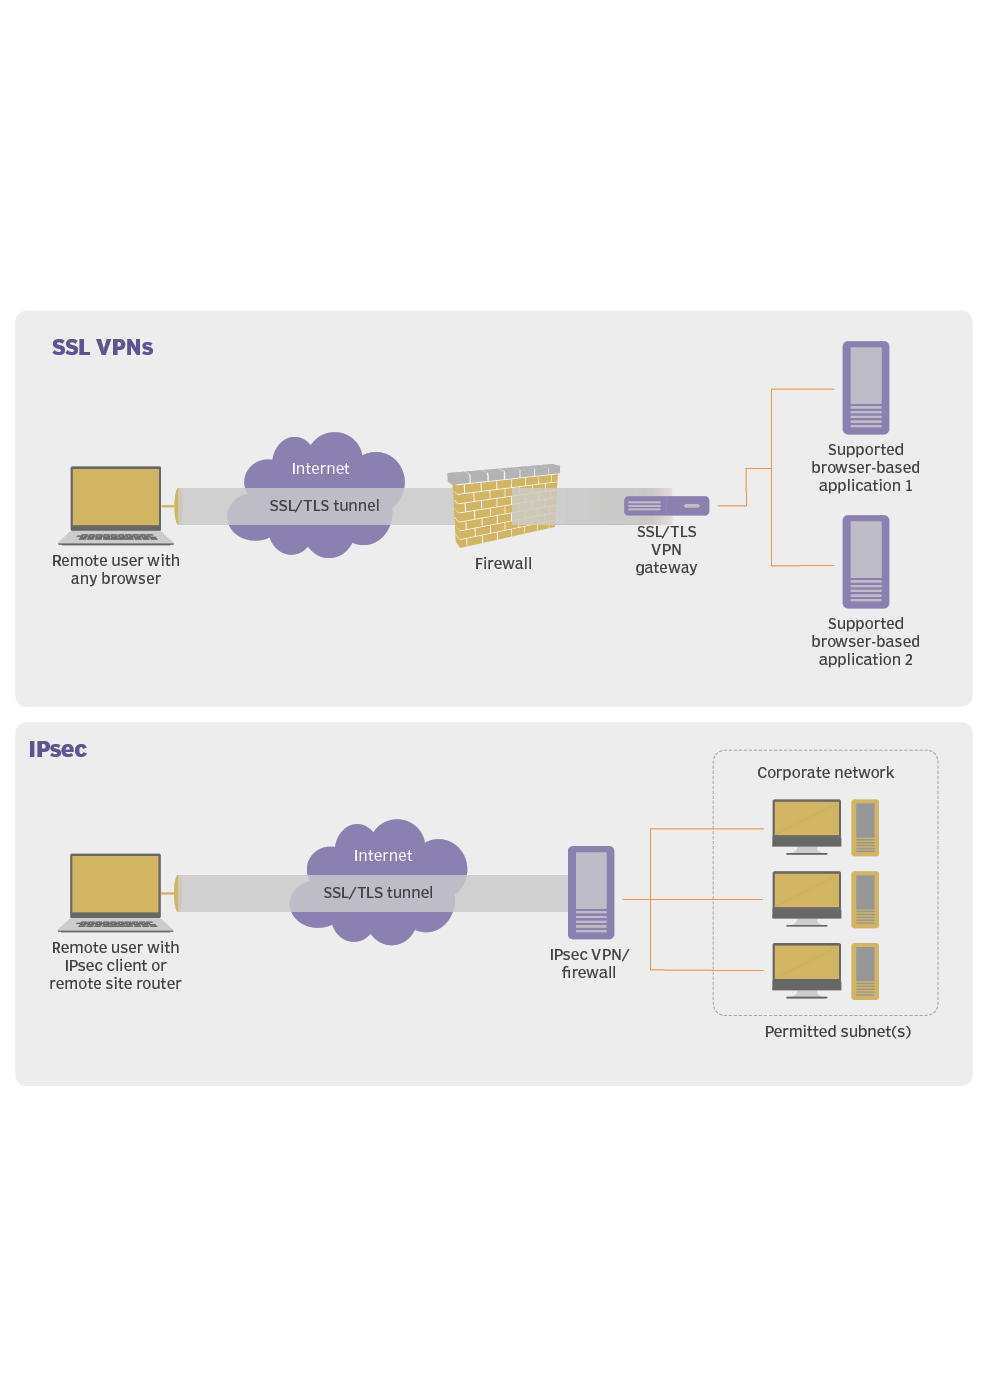 SSL VPNs
Internet
SSL/TLS tunnel
Remote user with
any browser
Firewall
SSL/TLS
VPN
gateway
Supported
browser-based
application 1
Supported
browser-based
application 2
IPsec
Internet
SSL/TLS tunnel
Remote user with
IPsec client or
remote site router
IPsec VPN/
firewall
Corporate network
Permitted subnet(s)